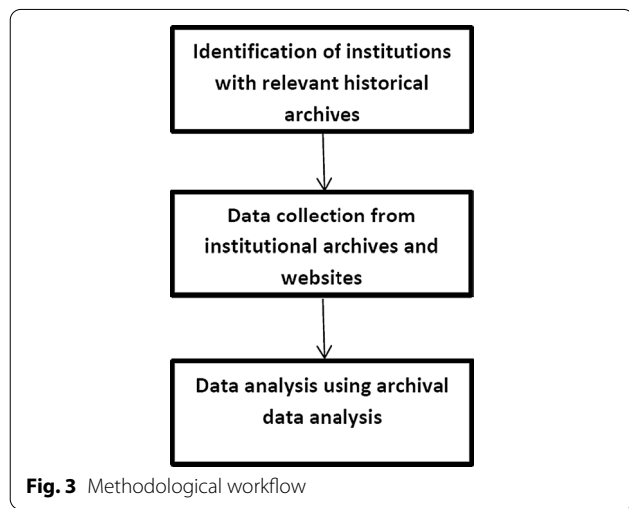 Identification of institutions
with relevant historical
archives
Data collection from
institutional archives and
websites
Data analysis using archival
data analysis
Fig. 3 Methodological workflow